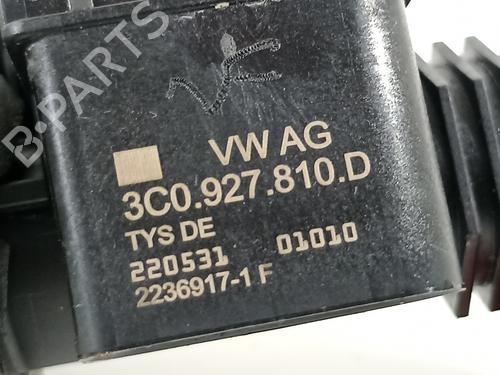 B-PARTS
VW AG
3C0.927.810.D
TYS DE
220531 01010
2236917-1 F